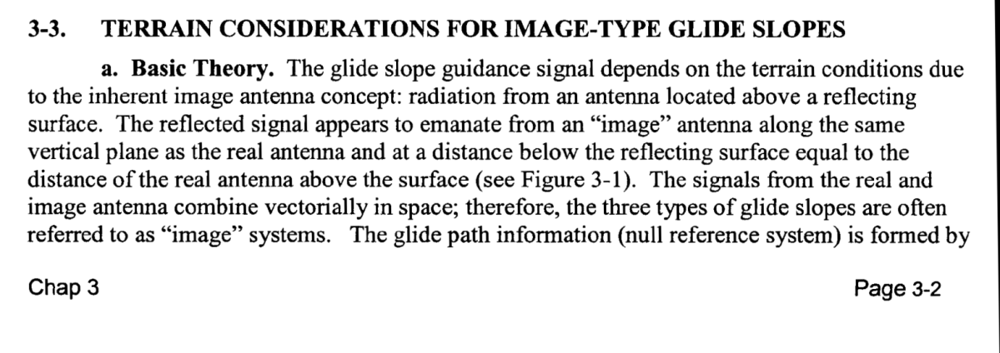 3-3. TERRAIN CONSIDERATIONS FOR IMAGE-TYPE GLIDE SLOPES
a. Basic Theory. The glide slope guidance signal depends on the terrain conditions due
to the inherent image antenna concept: radiation from an antenna located above a reflecting
surface. The reflected signal appears to emanate from an “image” antenna along the same
vertical plane as the real antenna and at a distance below the reflecting surface equal to the
distance of the real antenna above the surface (see Figure 3-1). The signals from the real and
image antenna combine vectorially in space; therefore, the three types of glide slopes are often
referred to as “image” systems. The glide path information (null reference system) is formed by
Chap 3
Page 3-2